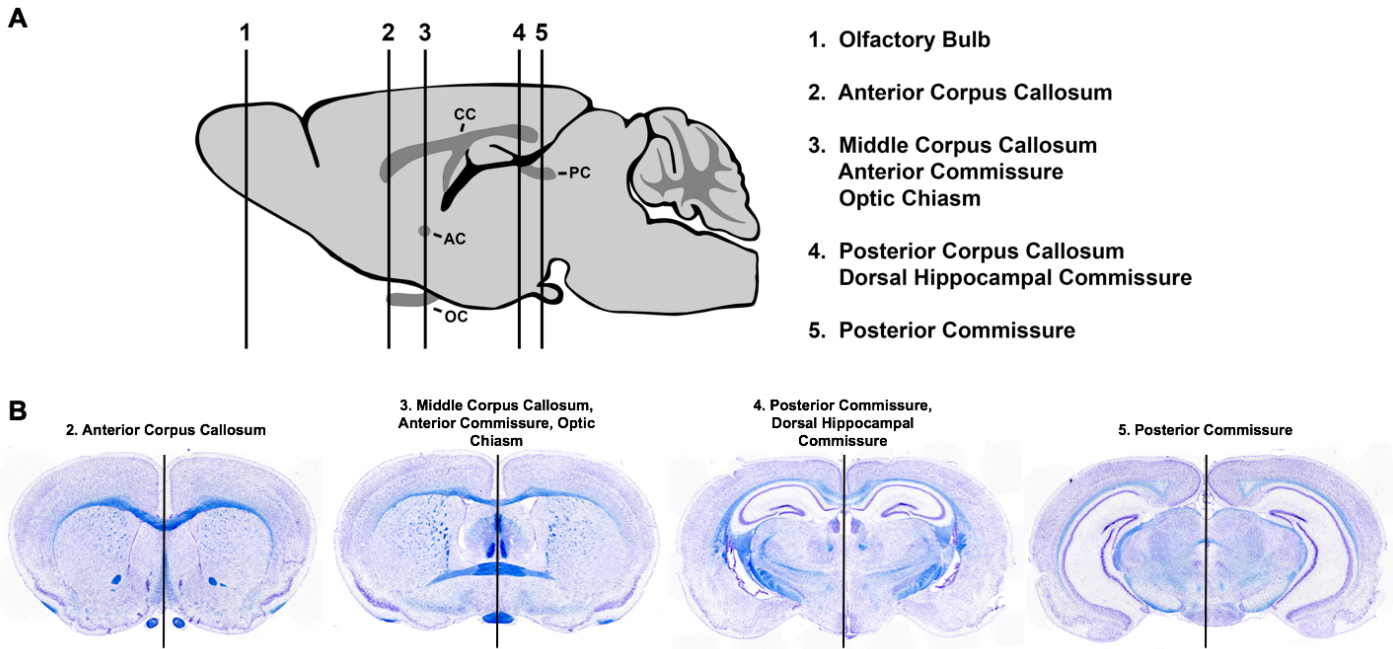 A
1 2 3 4 5
CC
PC
AC
OC
1. Olfactory Bulb
2. Anterior Corpus Callosum
3. Middle Corpus Callosum
Anterior Commissure
Optic Chiasm
4. Posterior Corpus Callosum
Dorsal Hippocampal Commissure
5. Posterior Commissure
B
2. Anterior Corpus Callosum
3. Middle Corpus Callosum,
Anterior Commissure, Optic
Chiasm
4. Posterior Commissure,
Dorsal Hippocampal
Commissure
5. Posterior Commissure